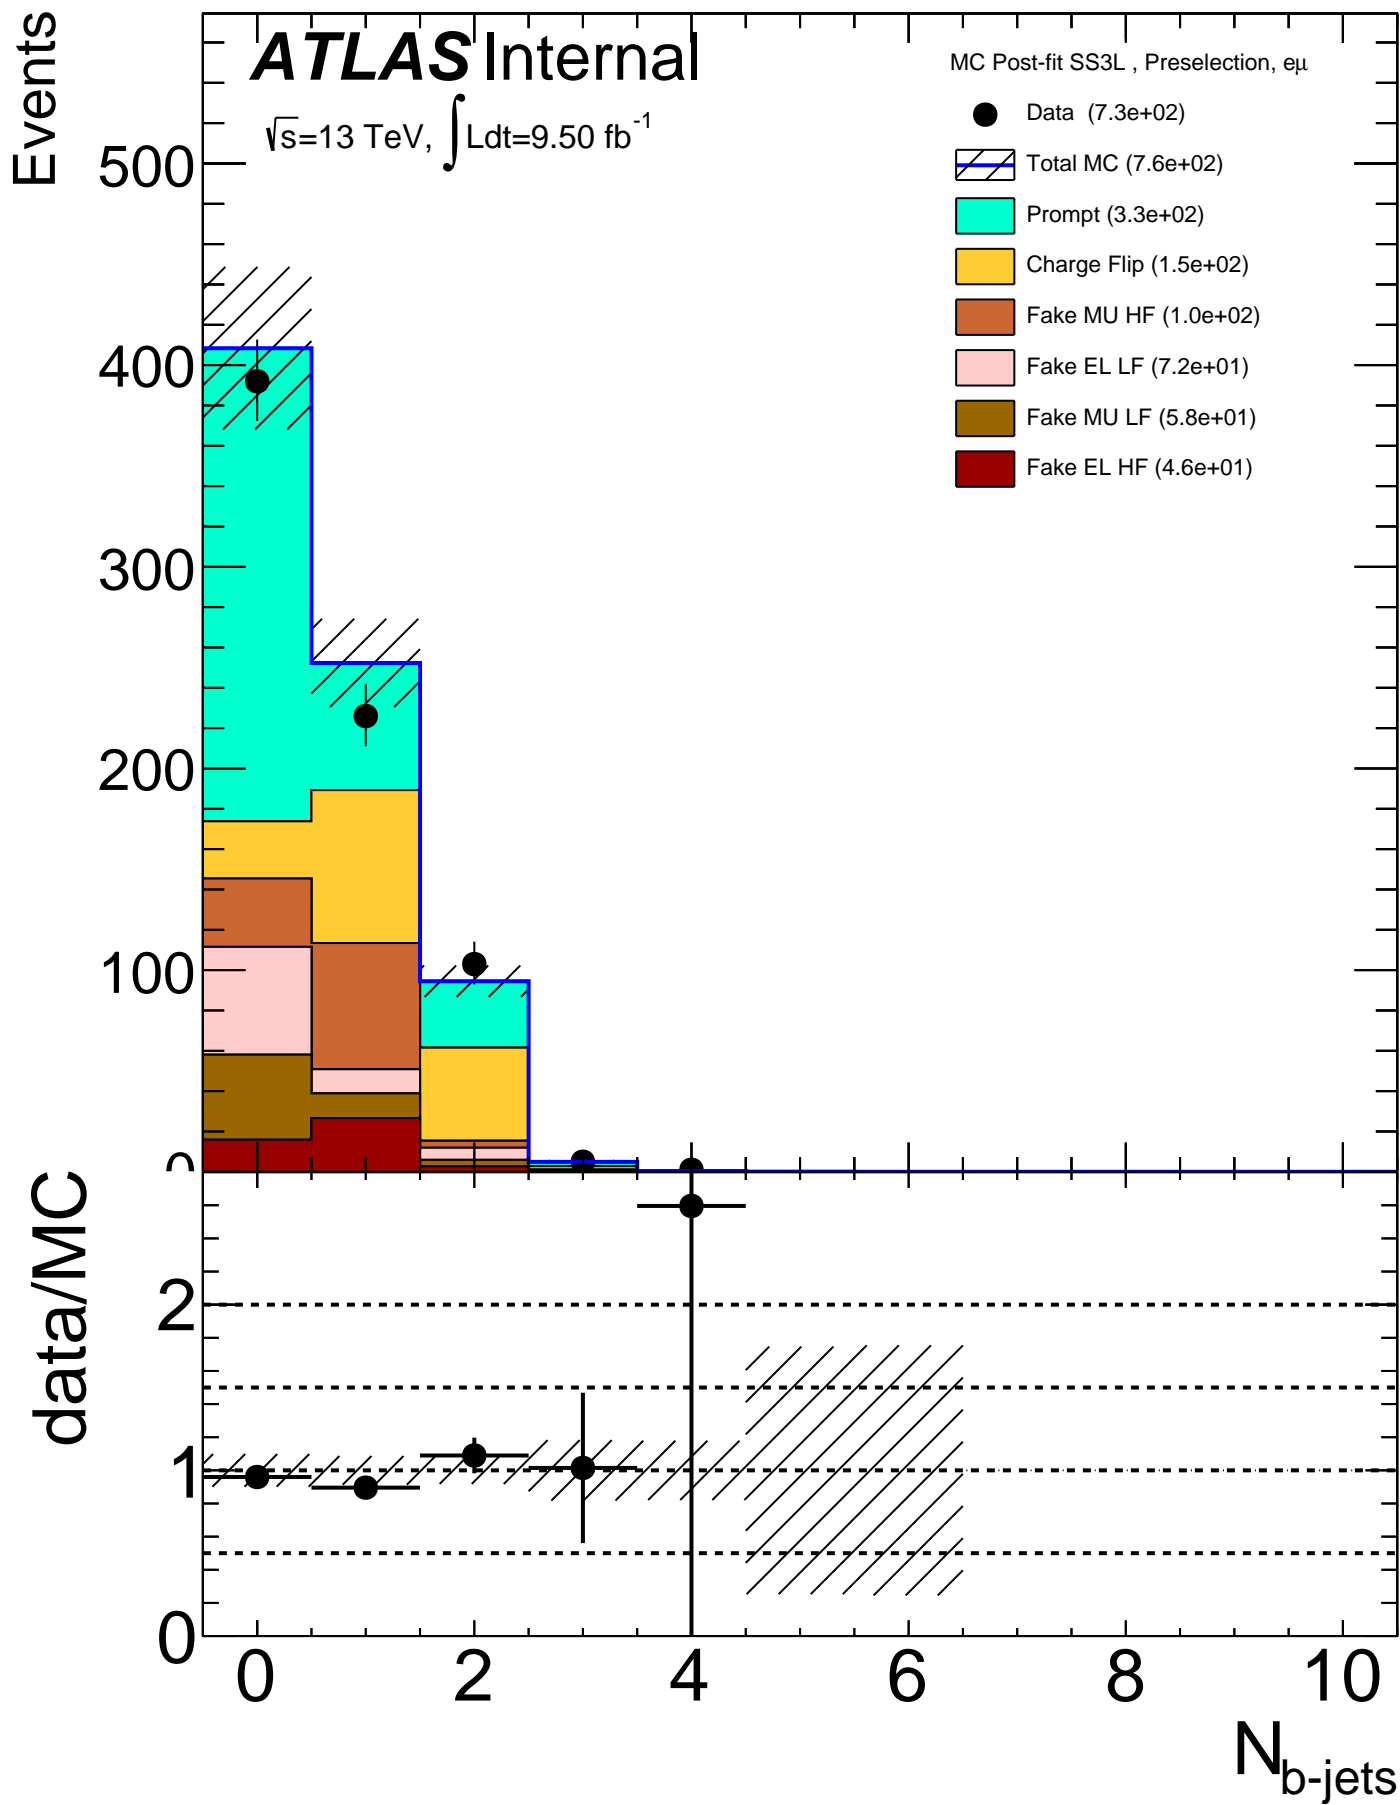 Events
ATLAS Internal
√s=13 TeV, ∫Ldt=9.50 fb⁻¹
MC Post-fit SS3L , Preselection, eμ
Data (7.3e+02)
Total MC (7.6e+02)
Prompt (3.3e+02)
Charge Flip (1.5e+02)
Fake MU HF (1.0e+02)
Fake EL LF (7.2e+01)
Fake MU LF (5.8e+01)
Fake EL HF (4.6e+01)
500
400
300
200
100
0
data/MC
2
1
0
0 2 4 6 8 10
N_b-jets